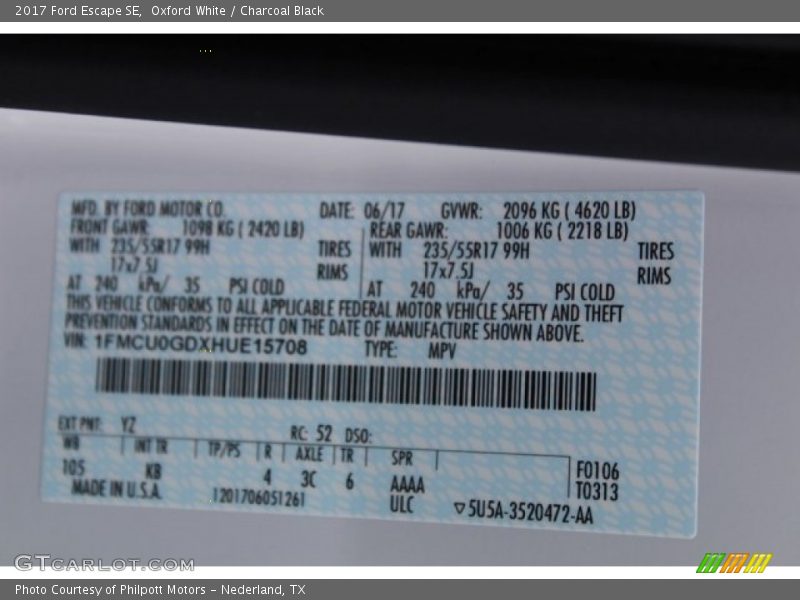 2017 Ford Escape SE, Oxford White / Charcoal Black
MFD. BY FORD MOTOR CO. DATE: 06/17 GVWR: 2096 KG ( 4620 LB)
FRONT GAWR: 1098 KG ( 2420 LB) REAR GAWR: 1006 KG ( 2218 LB)
WITH 235/55R17 99H TIRES WITH 235/55R17 99H TIRES
17x7.5J RIMS 17x7.5J RIMS
AT 240 kPa/ 35 PSI COLD AT 240 kPa/ 35 PSI COLD
THIS VEHICLE CONFORMS TO ALL APPLICABLE FEDERAL MOTOR VEHICLE SAFETY AND THEFT
PREVENTION STANDARDS IN EFFECT ON THE DATE OF MANUFACTURE SHOWN ABOVE.
VIN: 1FMCU0GDXHUE15708 TYPE: MPV
EXT PNT: YZ RC: 52 DSO:
WB INT TR TP/PS R AXLE TR SPR
105 KB 4 3C 6 AAAA F0106
MADE IN U.S.A. 1201706051261 ULC T0313
5U5A-3520472-AA
GTCARLOT.COM
Photo Courtesy of Philpott Motors - Nederland, TX